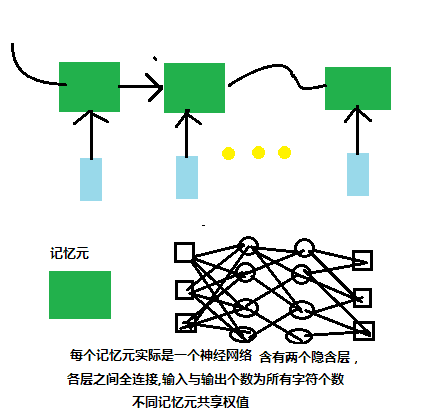 记忆元
每个记忆元实际是一个神经网络 含有两个隐含层，
各层之间全连接,输入与输出个数为所有字符个数
不同记忆元共享权值